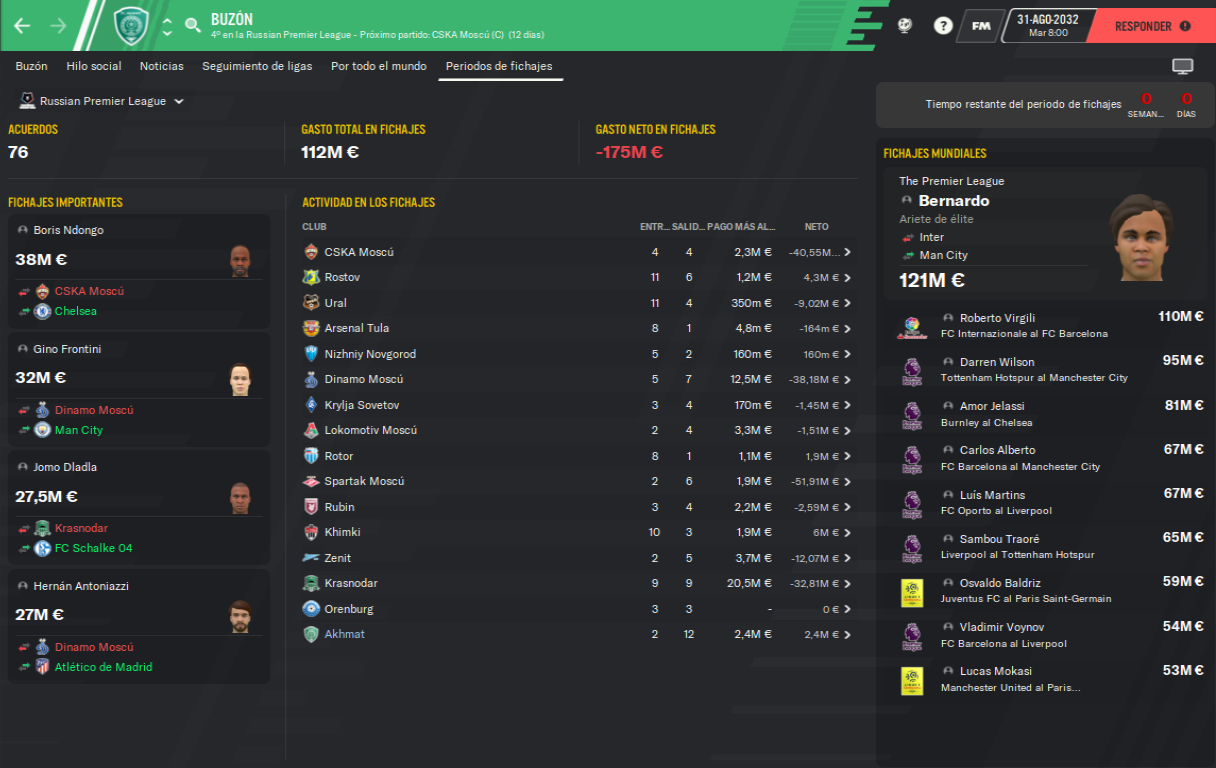 BUZÓN
4º en la Russian Premier League - Próximo partido: CSKA Moscú (C) (12 días)
?
FM
31-AGO-2032
Mar 8:00
RESPONDER
Buzón Hilo social Noticias Seguimiento de ligas Por todo el mundo Periodos de fichajes
Russian Premier League
ACUERDOS
76
GASTO TOTAL EN FICHAJES
112M €
GASTO NETO EN FICHAJES
-175M €
Tiempo restante del periodo de fichajes
0 SEMAN...
0 DÍAS
FICHAJES IMPORTANTES
Boris Ndongo
38M €
CSKA Moscú
Chelsea
Gino Frontini
32M €
Dinamo Moscú
Man City
Jomo Dladla
27,5M €
Krasnodar
FC Schalke 04
Hernán Antoniazzi
27M €
Dinamo Moscú
Atlético de Madrid
ACTIVIDAD EN LOS FICHAJES
CLUB ENTR... SALID... PAGO MÁS AL... NETO
CSKA Moscú 4 4 2,3M € -40,55M...
Rostov 11 6 1,2M € 4,3M €
Ural 11 4 350m € -9,02M €
Arsenal Tula 8 1 4,8m € -164m €
Nizhniy Novgorod 5 2 160m € 160m €
Dinamo Moscú 5 7 12,5M € -38,18M €
Krylja Sovetov 3 4 170m € -1,45M €
Lokomotiv Moscú 2 4 3,3M € -1,51M €
Rotor 8 1 1,1M € 1,9M €
Spartak Moscú 2 6 1,9M € -51,91M €
Rubin 3 4 2,2M € -2,59M €
Khimki 10 3 1,9M € 6M €
Zenit 2 5 3,7M € -12,07M €
Krasnodar 9 9 20,5M € -32,81M €
Orenburg 3 3 - 0 €
Akhmat 2 12 2,4M € 2,4M €
FICHAJES MUNDIALES
The Premier League
Bernardo
Ariete de élite
Inter
Man City
121M €
Roberto Virgili 110M €
FC Internazionale al FC Barcelona
Darren Wilson 95M €
Tottenham Hotspur al Manchester City
Amor Jelassi 81M €
Burnley al Chelsea
Carlos Alberto 67M €
FC Barcelona al Manchester City
Luís Martins 67M €
FC Oporto al Liverpool
Sambou Traoré 65M €
Liverpool al Tottenham Hotspur
Osvaldo Baldriz 59M €
Juventus FC al Paris Saint-Germain
Vladimir Voynov 54M €
FC Barcelona al Liverpool
Lucas Mokasi 53M €
Manchester United al Paris...